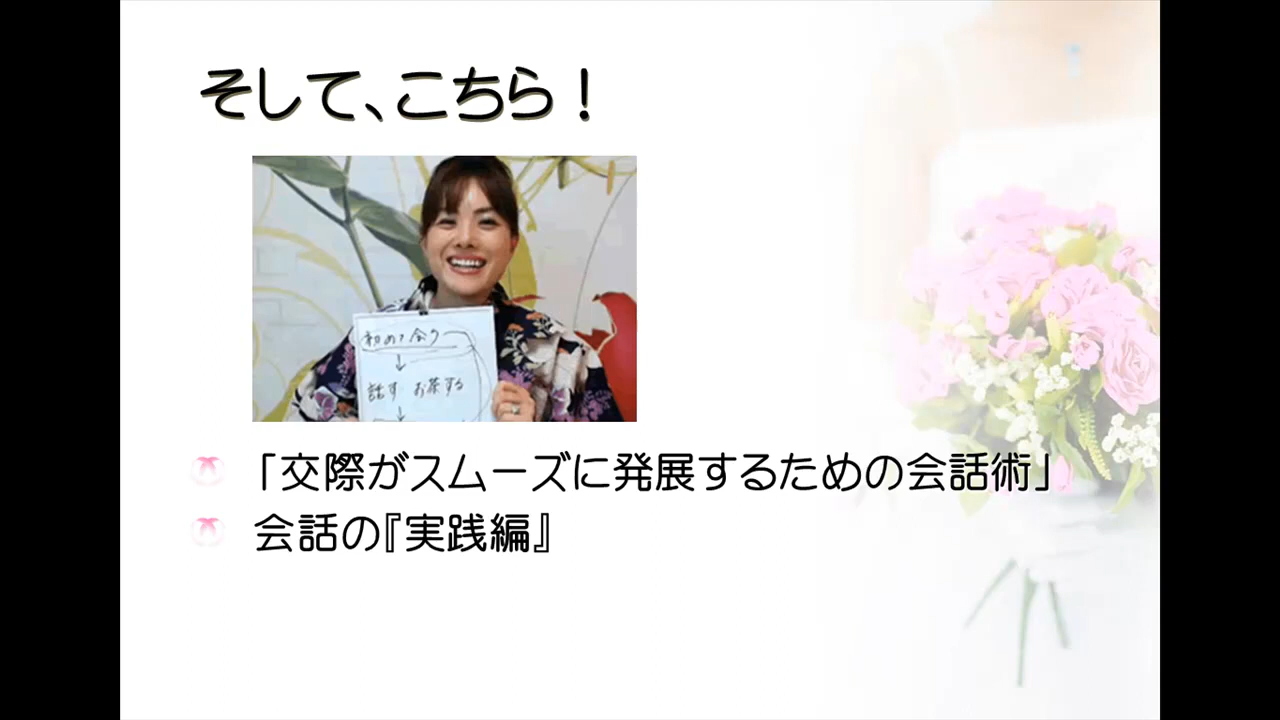 そして、こちら！
初めて会う
↓
話す お茶する
↓
「交際がスムーズに発展するための会話術」
会話の『実践編』